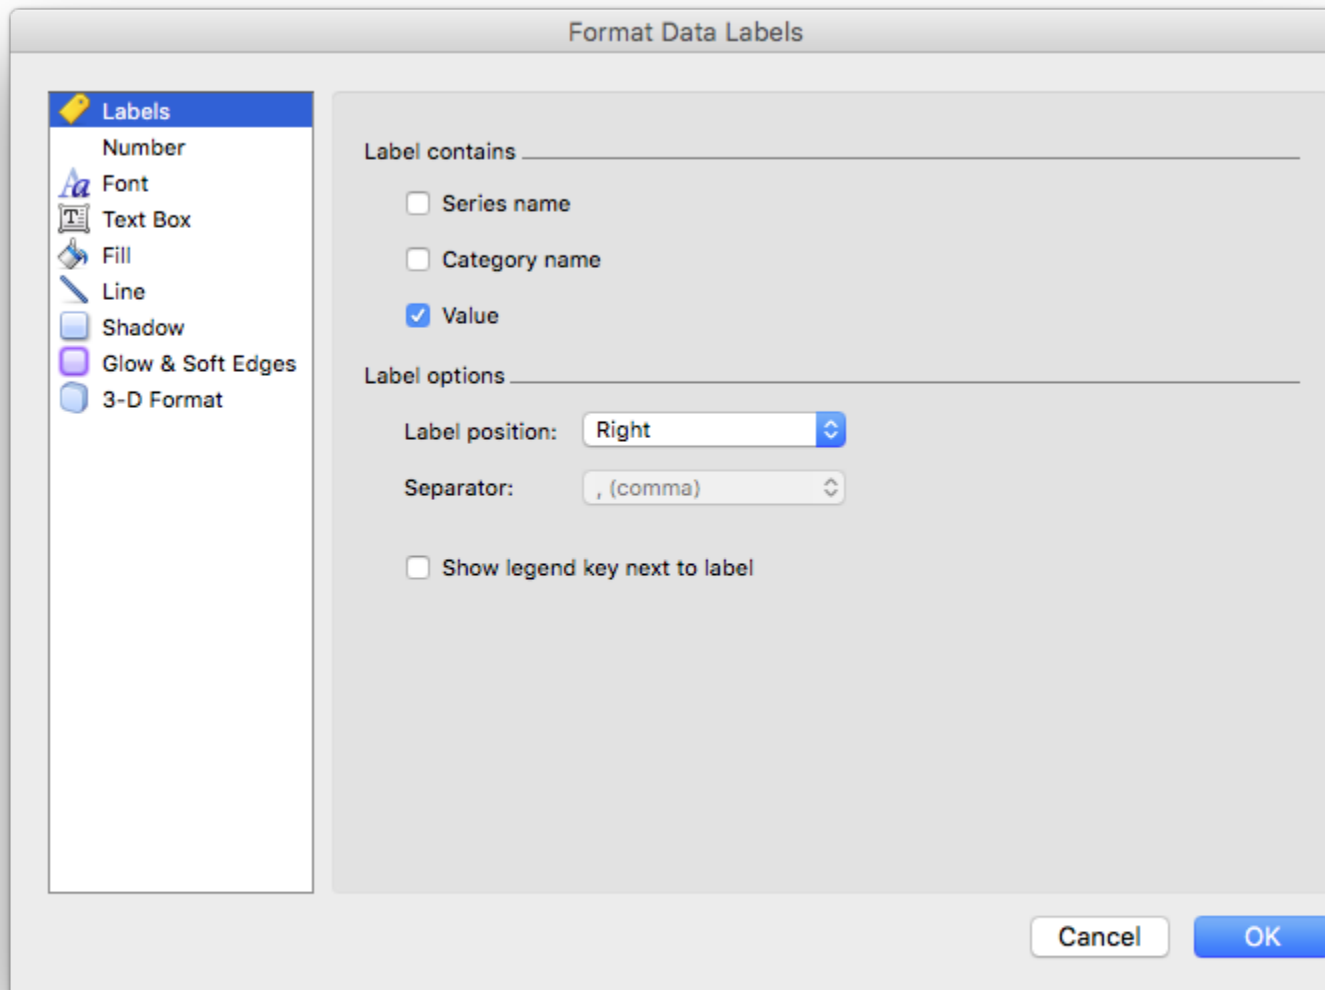 Format Data Labels
Labels
Number
Font
Text Box
Fill
Line
Shadow
Glow & Soft Edges
3-D Format
Label contains
Series name
Category name
Value
Label options
Label position: Right
Separator: , (comma)
Show legend key next to label
Cancel OK